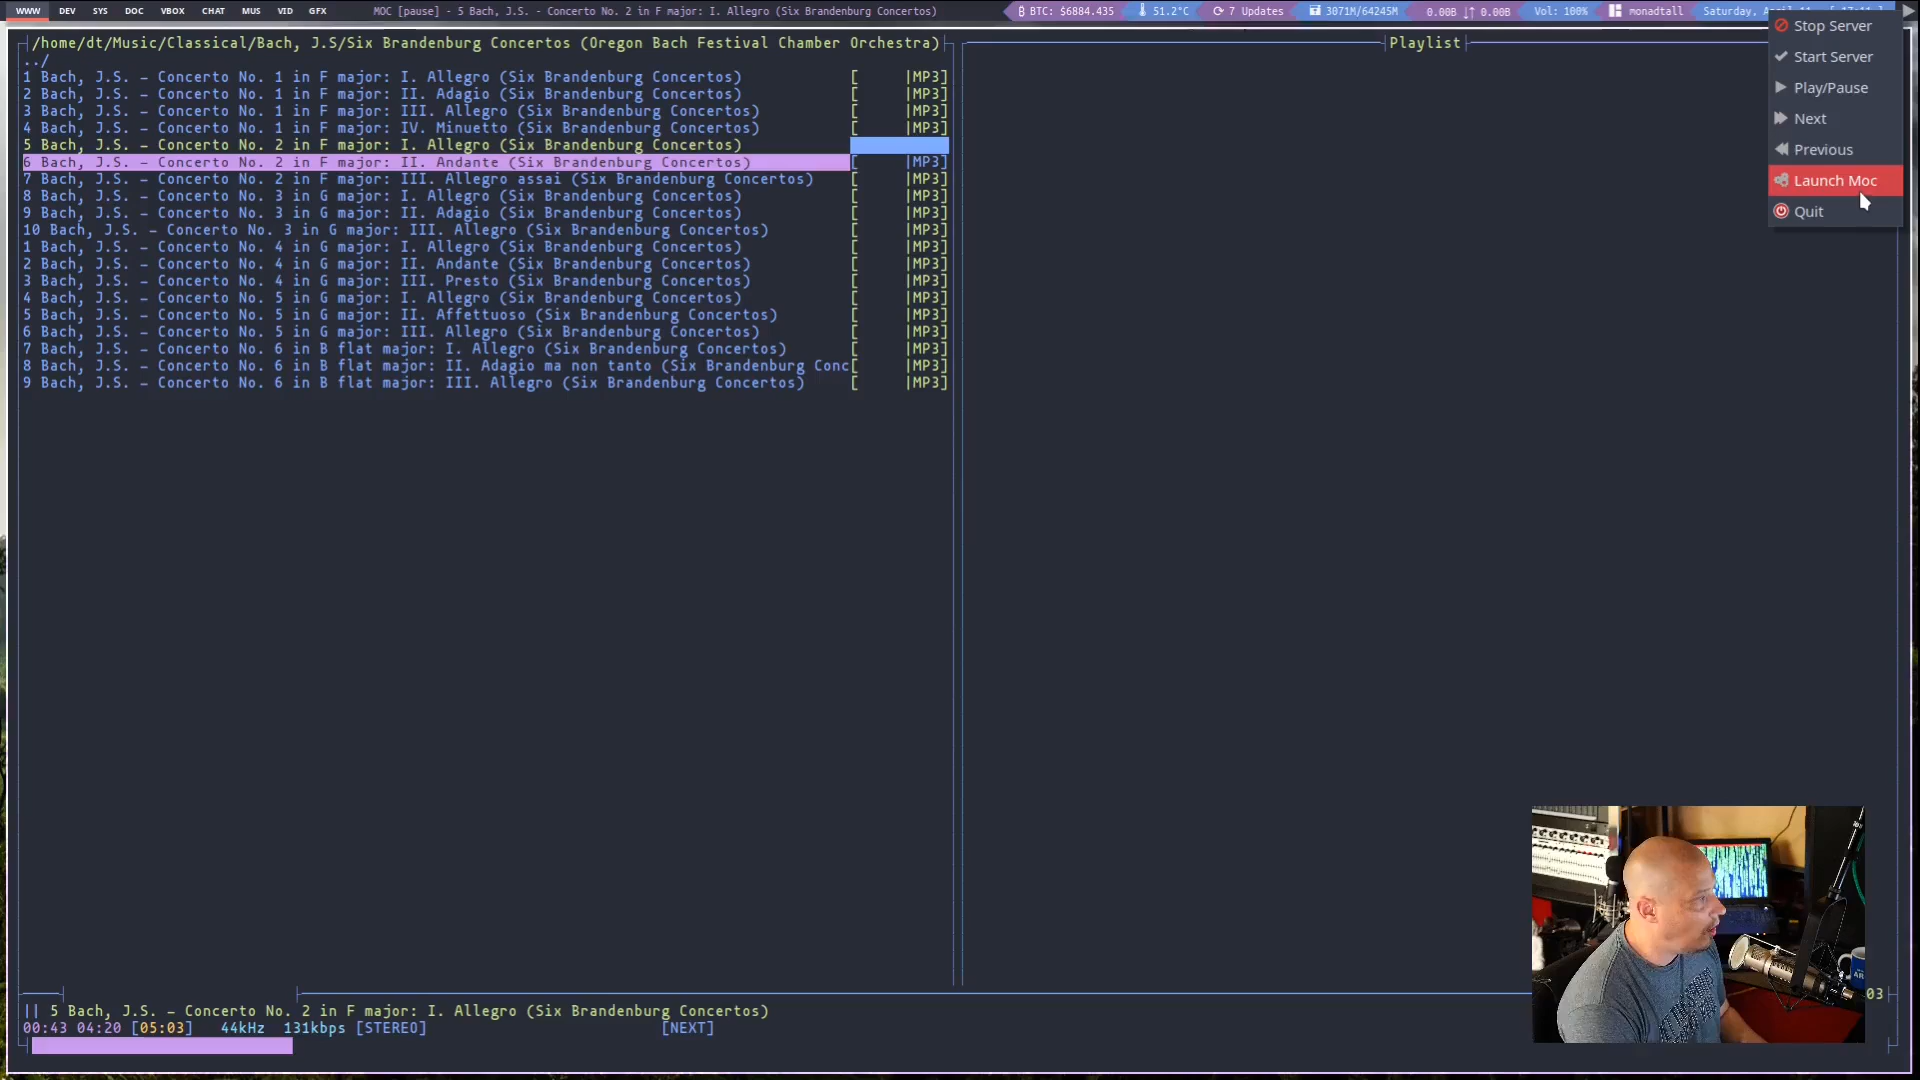 WWW DEV SYS DOC VBOX CHAT MUS VID GFX MOC [pause] - 5 Bach, J.S. - Concerto No. 2 in F major: I. Allegro (Six Brandenburg Concertos) BTC: $6884.435 51.2°C 7 Updates 3071M/64245M 0.00B ↓↑ 0.00B Vol: 100% monadtall Saturday,
/home/dt/Music/Classical/Bach, J.S/Six Brandenburg Concertos (Oregon Bach Festival Chamber Orchestra)
../
1 Bach, J.S. – Concerto No. 1 in F major: I. Allegro (Six Brandenburg Concertos) [ |MP3]
2 Bach, J.S. – Concerto No. 1 in F major: II. Adagio (Six Brandenburg Concertos) [ |MP3]
3 Bach, J.S. – Concerto No. 1 in F major: III. Allegro (Six Brandenburg Concertos) [ |MP3]
4 Bach, J.S. – Concerto No. 1 in F major: IV. Minuetto (Six Brandenburg Concertos) [ |MP3]
5 Bach, J.S. – Concerto No. 2 in F major: I. Allegro (Six Brandenburg Concertos)
6 Bach, J.S. – Concerto No. 2 in F major: II. Andante (Six Brandenburg Concertos) [ |MP3]
7 Bach, J.S. – Concerto No. 2 in F major: III. Allegro assai (Six Brandenburg Concertos) [ |MP3]
8 Bach, J.S. – Concerto No. 3 in G major: I. Allegro (Six Brandenburg Concertos) [ |MP3]
9 Bach, J.S. – Concerto No. 3 in G major: II. Adagio (Six Brandenburg Concertos) [ |MP3]
10 Bach, J.S. – Concerto No. 3 in G major: III. Allegro (Six Brandenburg Concertos) [ |MP3]
1 Bach, J.S. – Concerto No. 4 in G major: I. Allegro (Six Brandenburg Concertos) [ |MP3]
2 Bach, J.S. – Concerto No. 4 in G major: II. Andante (Six Brandenburg Concertos) [ |MP3]
3 Bach, J.S. – Concerto No. 4 in G major: III. Presto (Six Brandenburg Concertos) [ |MP3]
4 Bach, J.S. – Concerto No. 5 in G major: I. Allegro (Six Brandenburg Concertos) [ |MP3]
5 Bach, J.S. – Concerto No. 5 in G major: II. Affettuoso (Six Brandenburg Concertos) [ |MP3]
6 Bach, J.S. – Concerto No. 5 in G major: III. Allegro (Six Brandenburg Concertos) [ |MP3]
7 Bach, J.S. – Concerto No. 6 in B flat major: I. Allegro (Six Brandenburg Concertos) [ |MP3]
8 Bach, J.S. – Concerto No. 6 in B flat major: II. Adagio ma non tanto (Six Brandenburg Conc[ |MP3]
9 Bach, J.S. – Concerto No. 6 in B flat major: III. Allegro (Six Brandenburg Concertos) [ |MP3]
Playlist
Stop Server
Start Server
Play/Pause
Next
Previous
Launch Moc
Quit
03
|| 5 Bach, J.S. – Concerto No. 2 in F major: I. Allegro (Six Brandenburg Concertos)
00:43 04:20 [05:03] 44kHz 131kbps [STEREO] [NEXT]